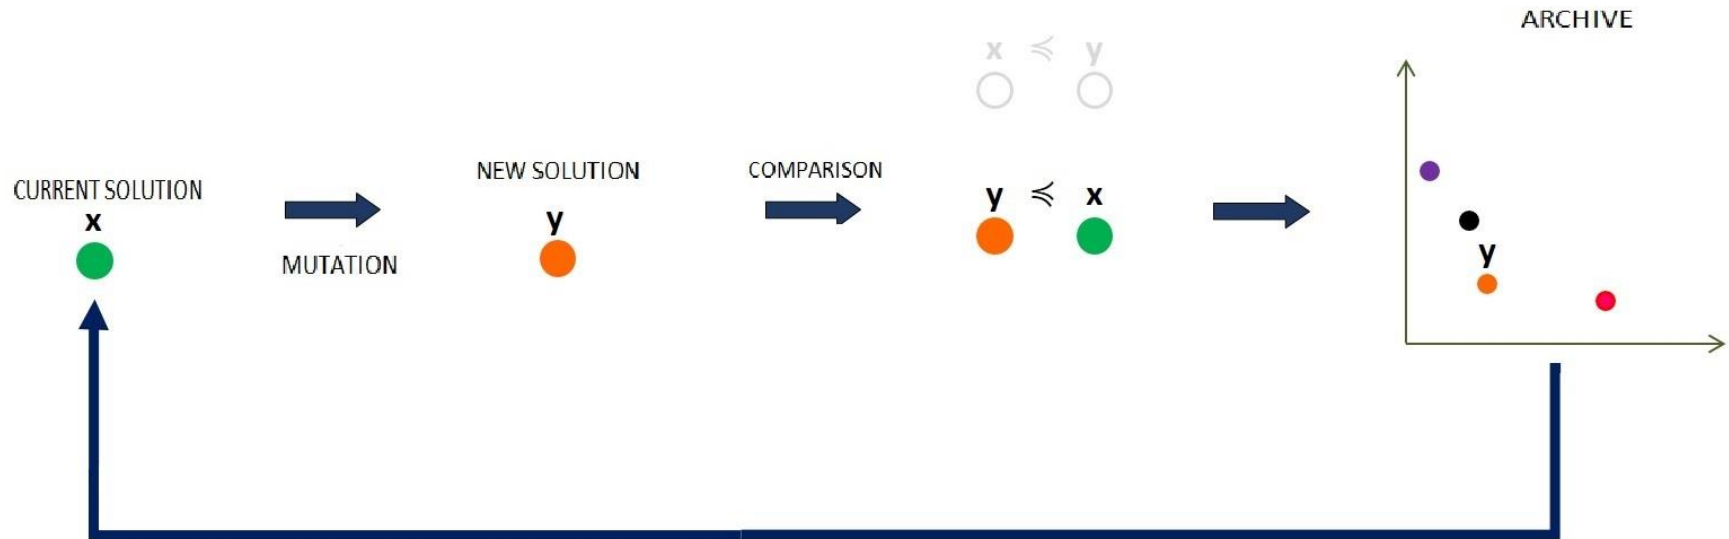 ARCHIVE
x ≼ y
NEW SOLUTION
COMPARISON
CURRENT SOLUTION
y ≼ x
x
y
y
MUTATION